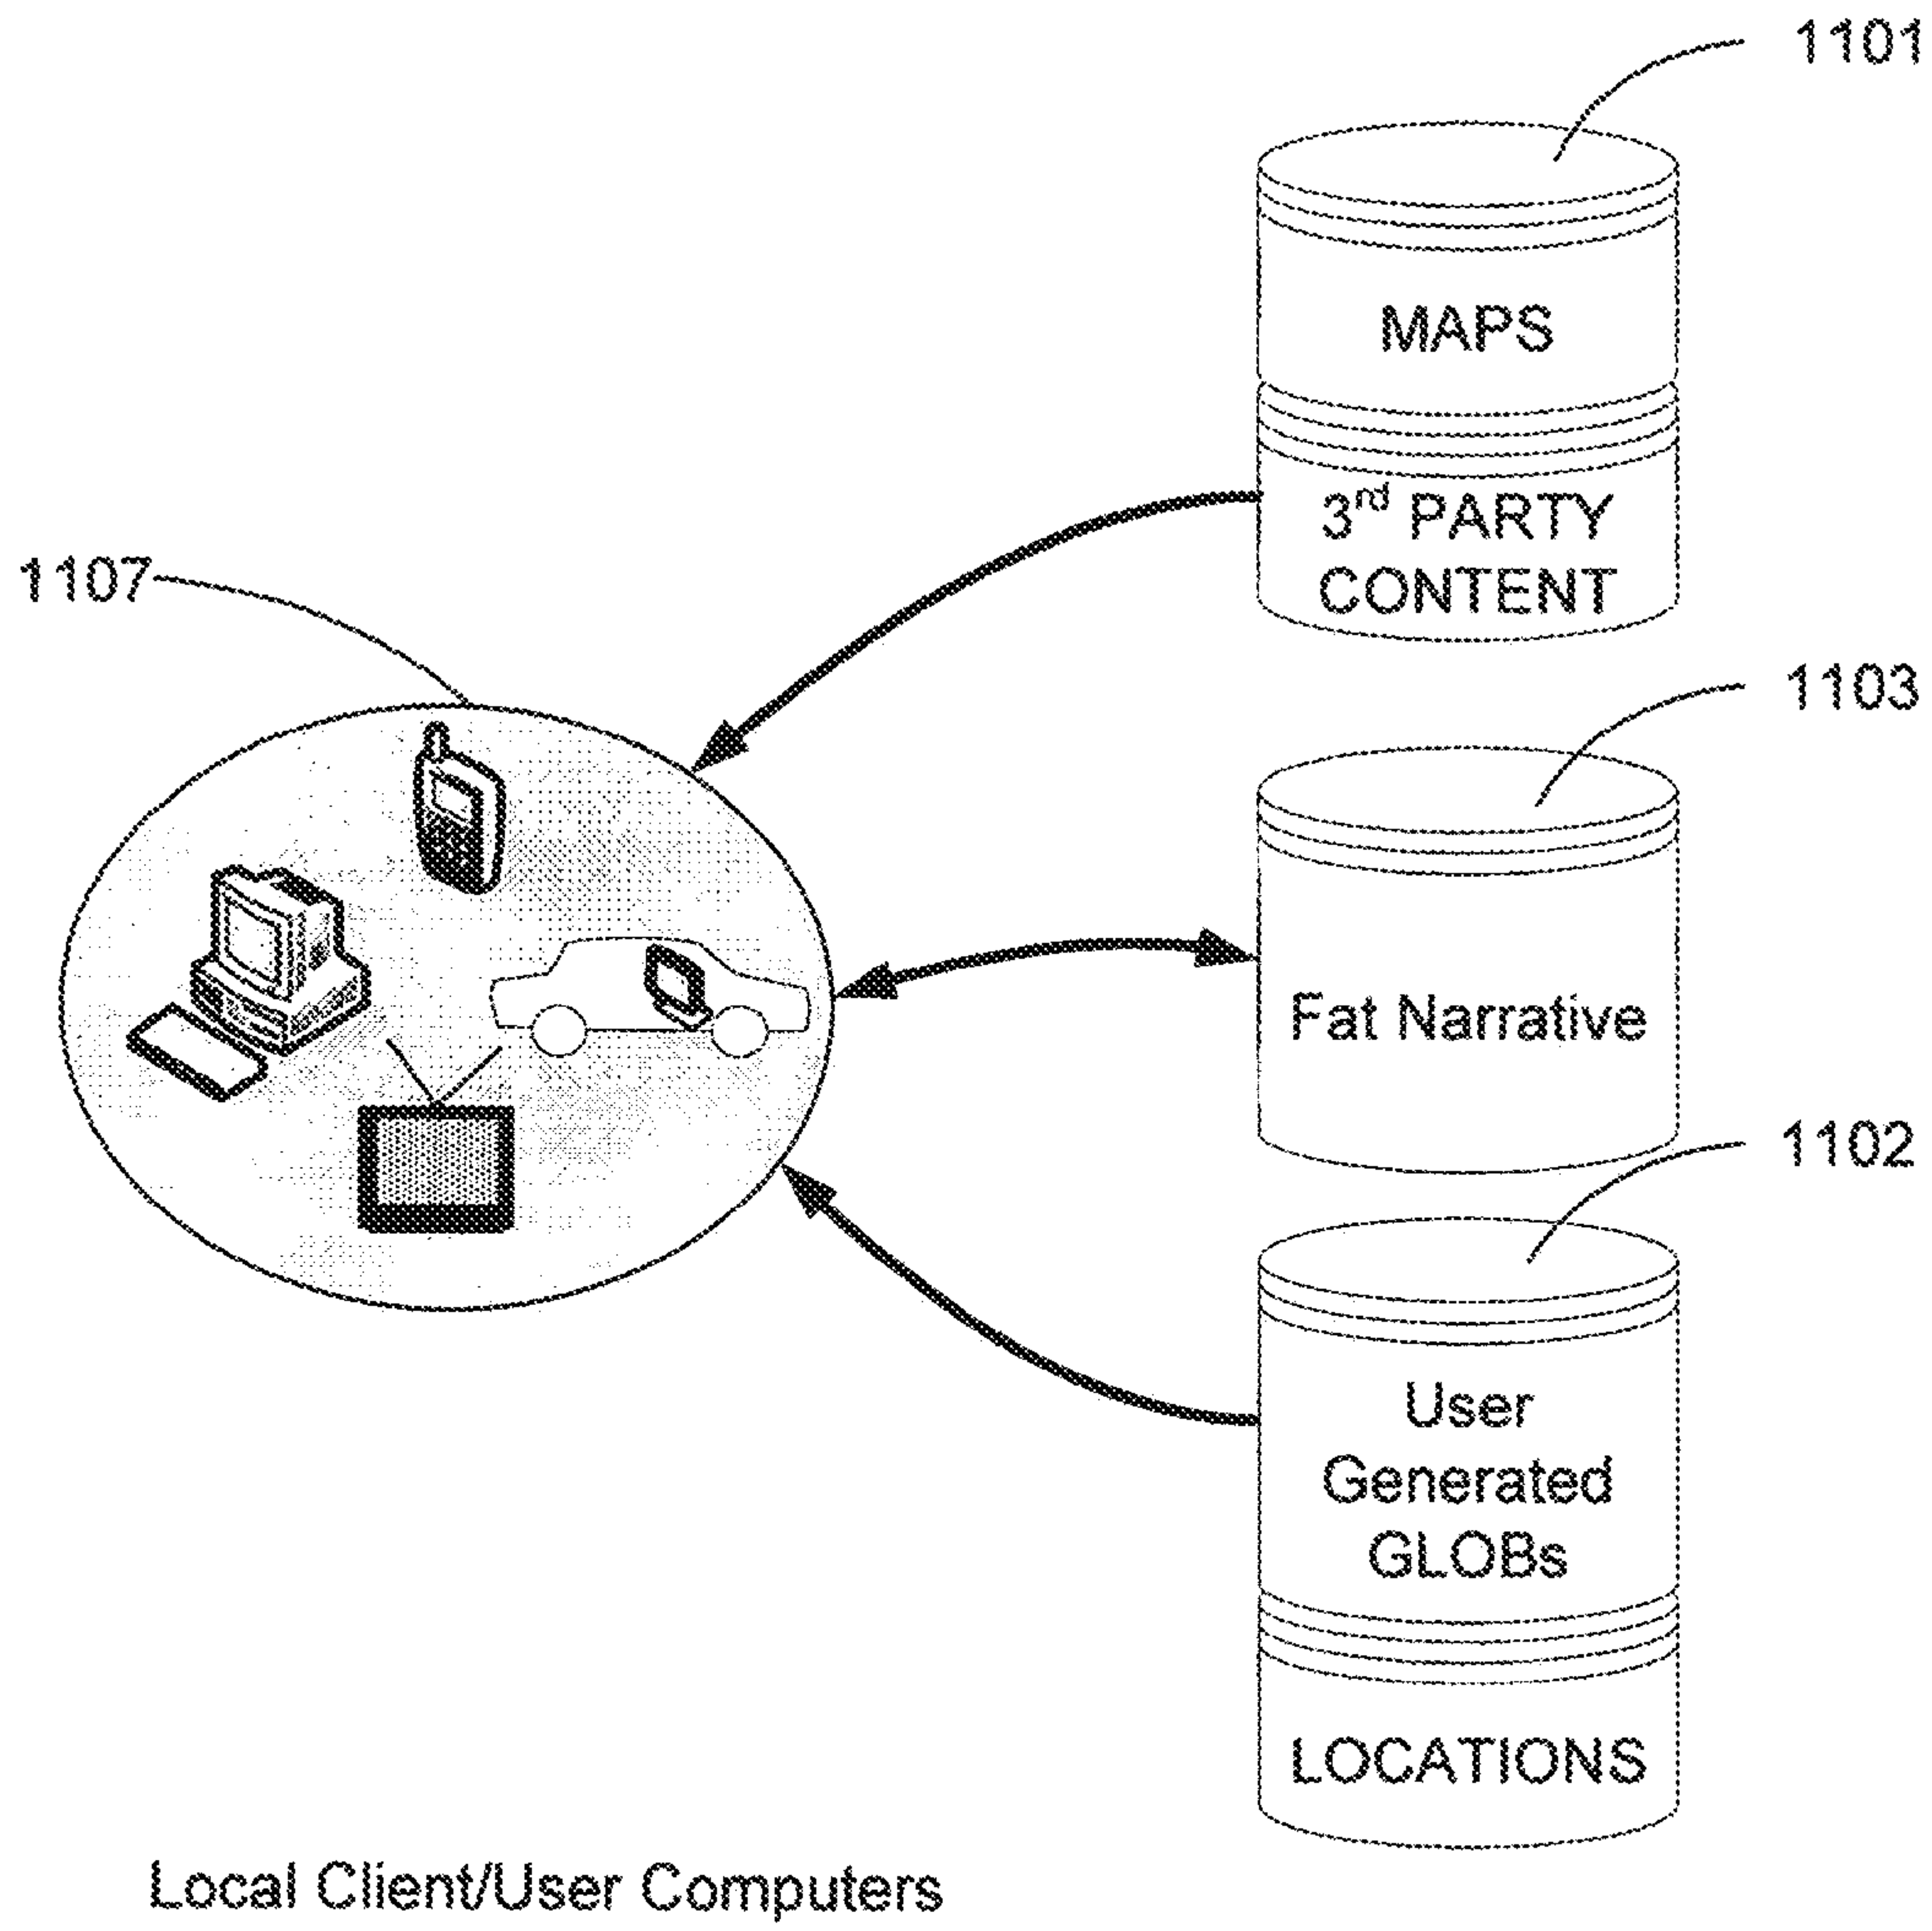 1101
MAPS
3rd PARTY
CONTENT
1107
1103
Fat Narrative
1102
User
Generated
GLOBs
LOCATIONS
Local Client/User Computers